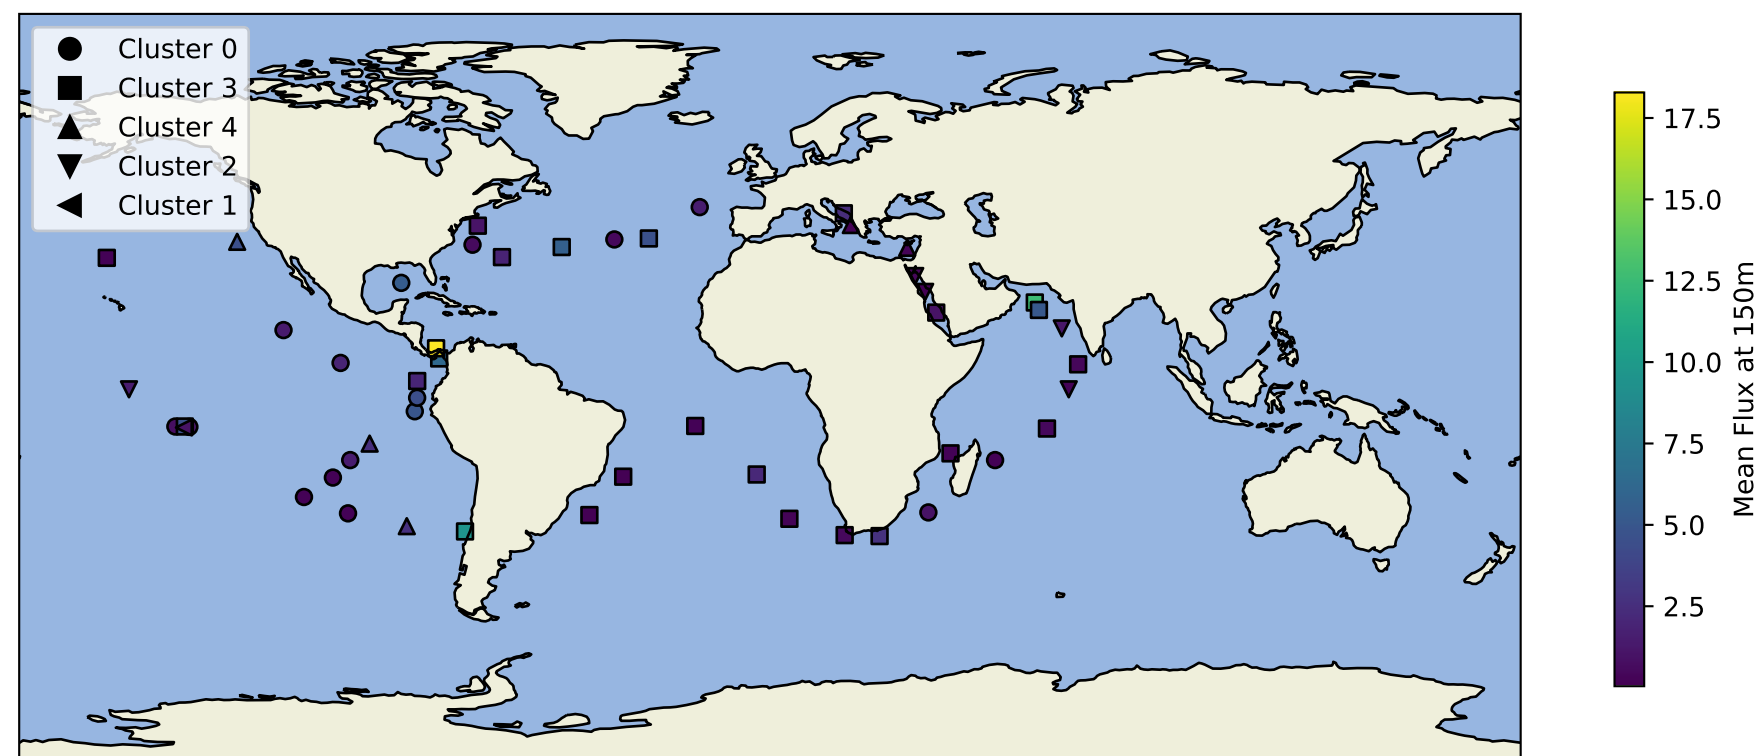 Cluster 0
Cluster 3
Cluster 4
Cluster 2
Cluster 1
17.5
15.0
12.5
10.0
7.5
5.0
2.5
Mean Flux at 150m